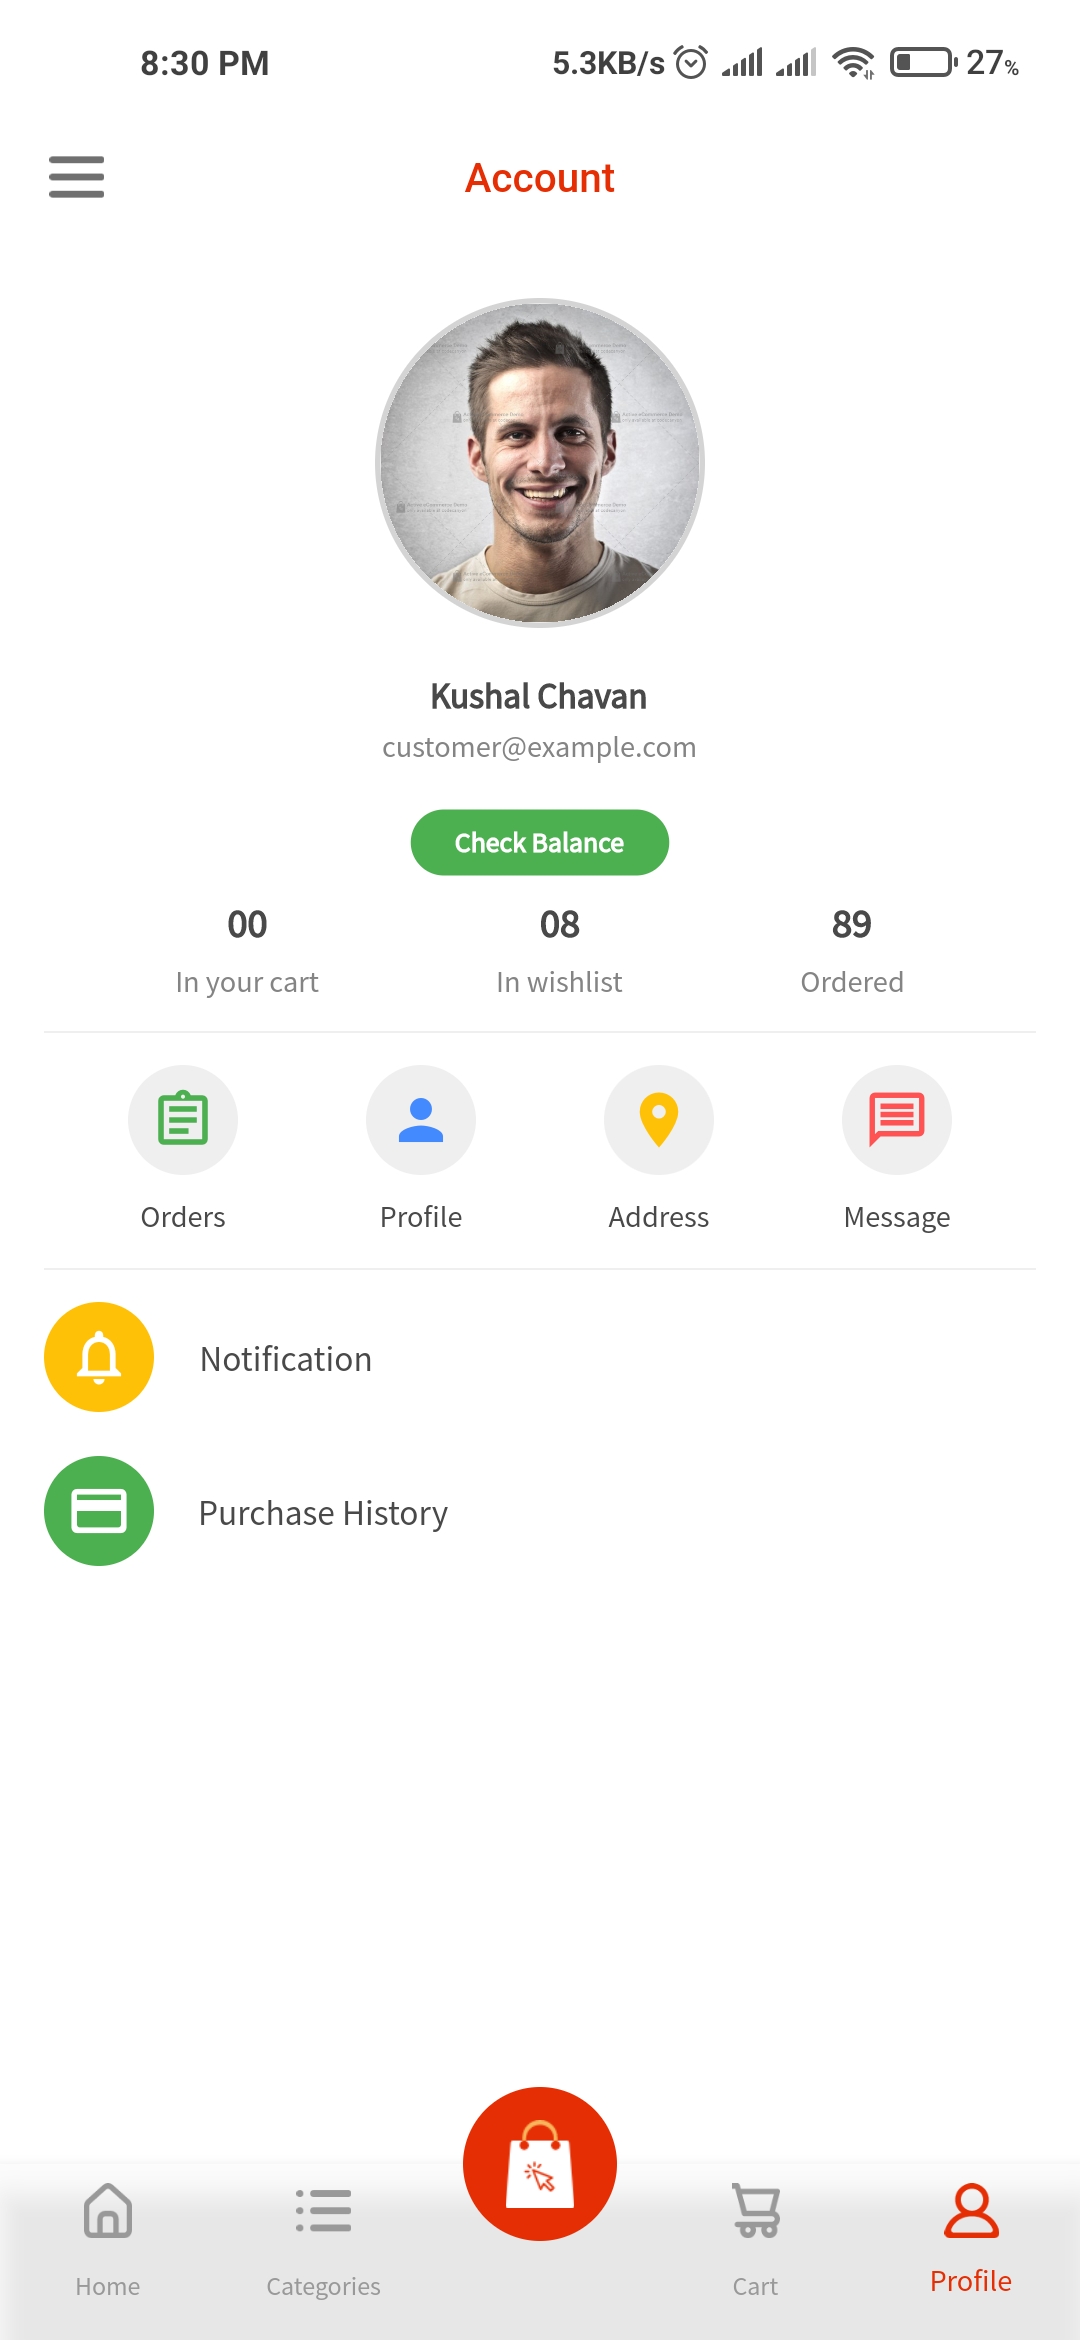 8:30 PM 5.3KB/s 27%
Account
Kushal Chavan
customer@example.com
Check Balance
00 08 89
In your cart In wishlist Ordered
Orders Profile Address Message
Notification
Purchase History
Home Categories Cart Profile